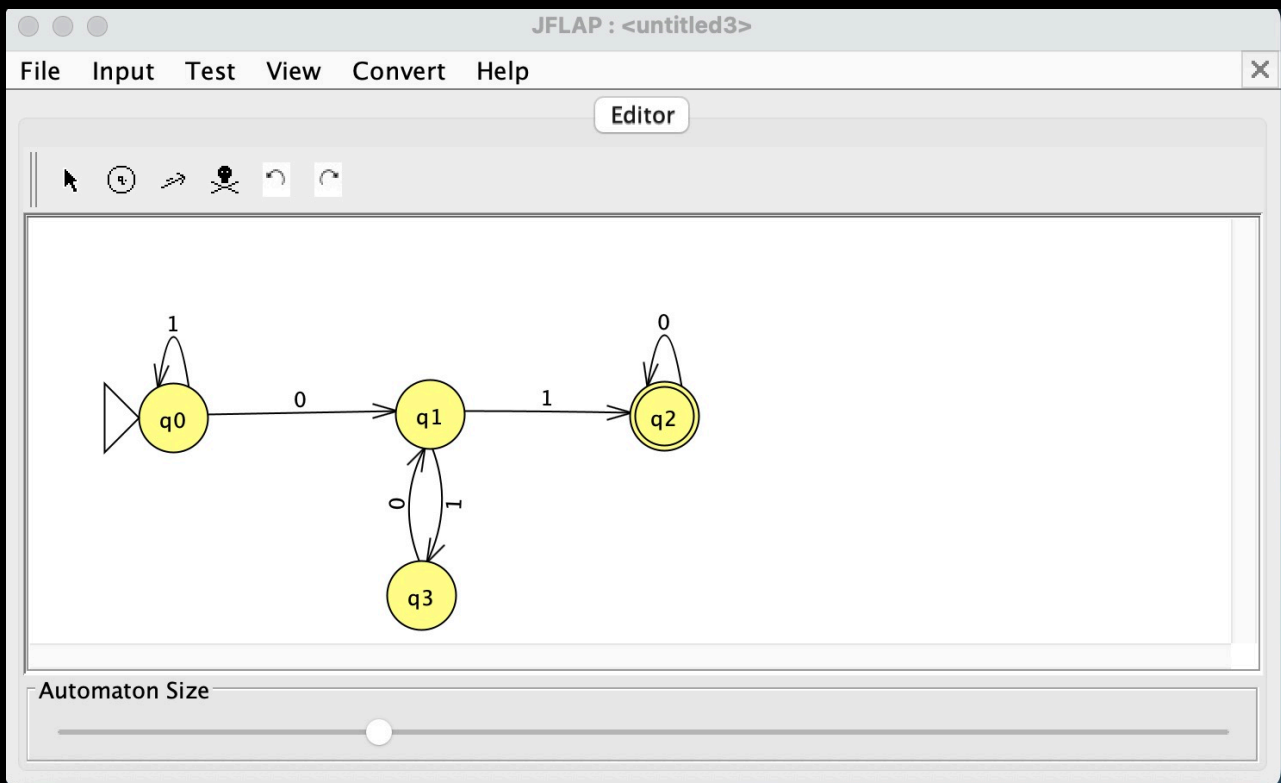 JFLAP : <untitled3>
File Input Test View Convert Help
Editor
1
0
0
1
q0
q1
q2
0
1
q3
Automaton Size